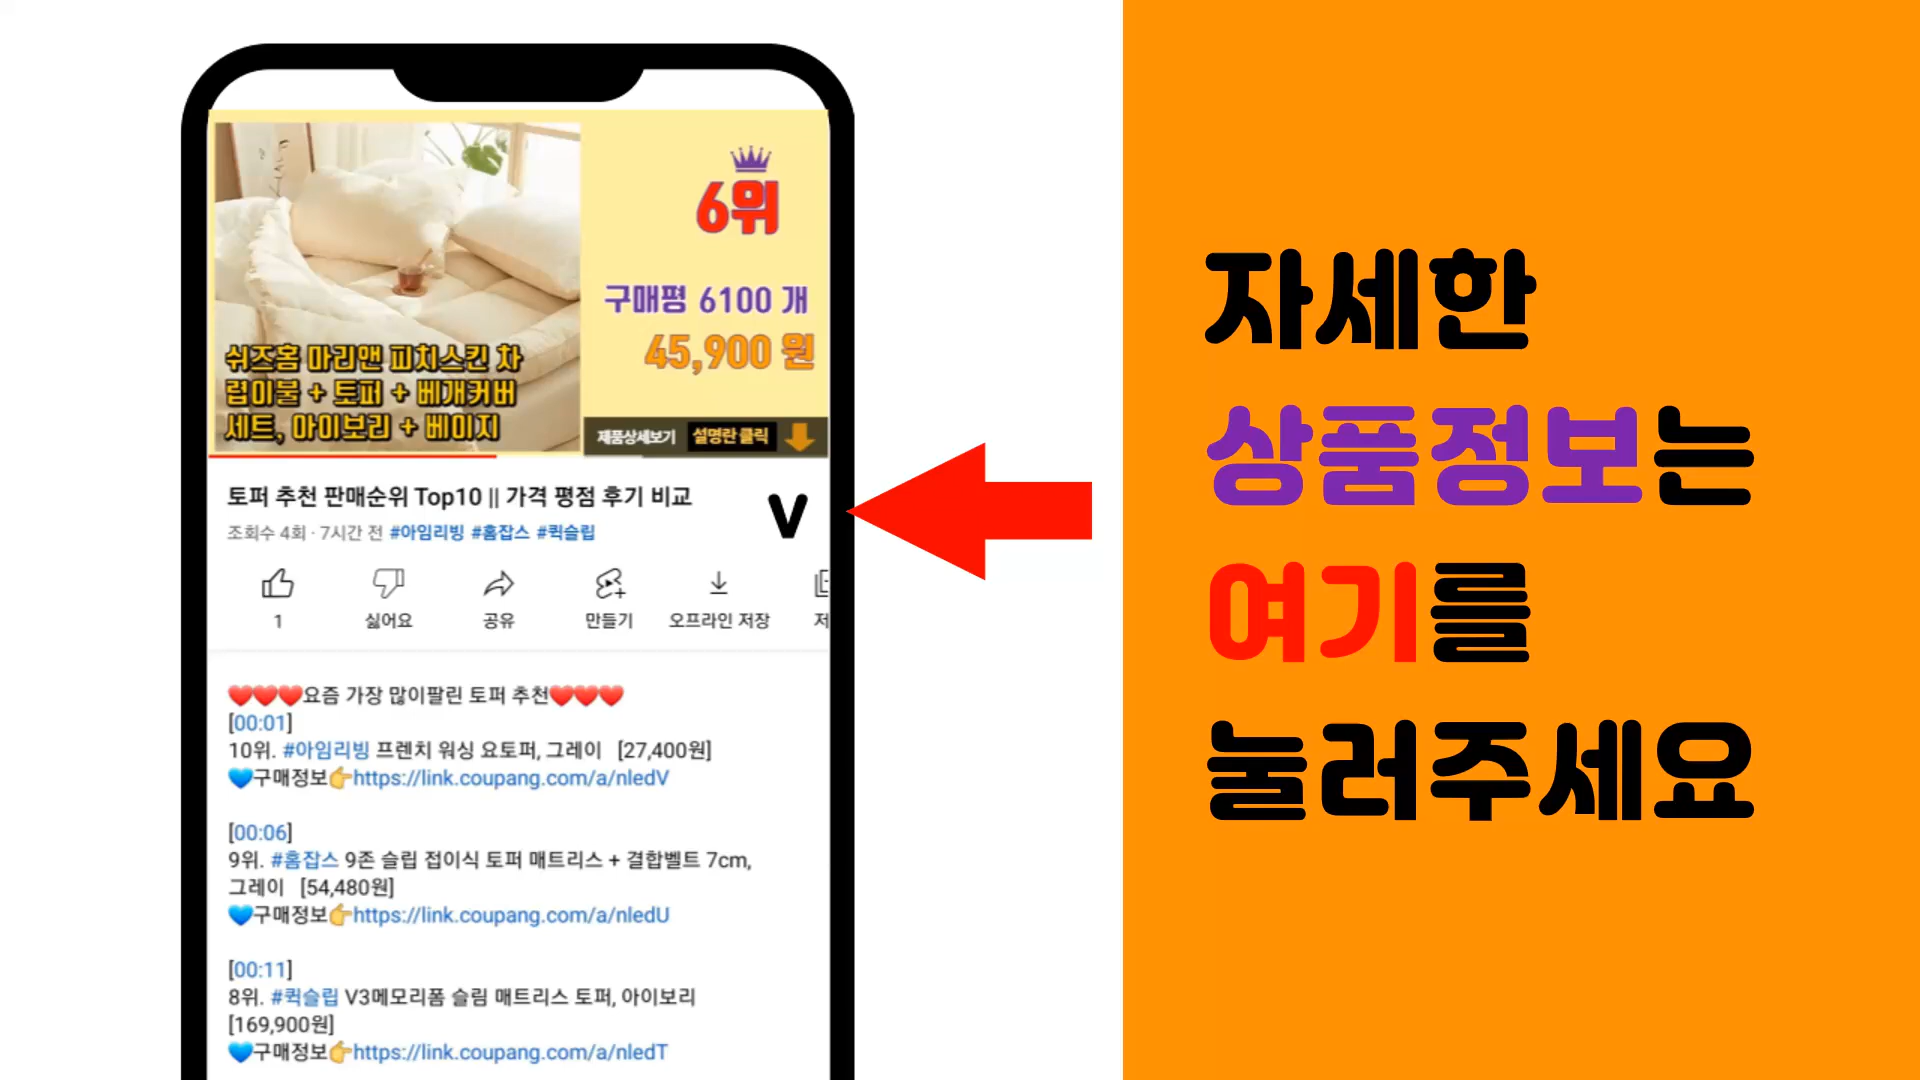 6위
구매평 6100 개
45,900 원
쉬즈홈 마리앤 피치스킨 차
렵이불 + 토퍼 + 베개커버
세트, 아이보리 + 베이지
제품상세보기 설명란 클릭
토퍼 추천 판매순위 Top10 || 가격 평점 후기 비교
V
조회수 4회 · 7시간 전 #아임리빙 #홈잡스 #퀵슬립
1 싫어요 공유 만들기 오프라인 저장 저
❤️❤️❤️요즘 가장 많이팔린 토퍼 추천❤️❤️❤️
[00:01]
10위. #아임리빙 프렌치 워싱 요토퍼, 그레이 [27,400원]
💙구매정보👉https://link.coupang.com/a/nledV
[00:06]
9위. #홈잡스 9존 슬립 접이식 토퍼 매트리스 + 결합벨트 7cm,
그레이 [54,480원]
💙구매정보👉https://link.coupang.com/a/nledU
[00:11]
8위. #퀵슬립 V3메모리폼 슬림 매트리스 토퍼, 아이보리
[169,900원]
💙구매정보👉https://link.coupang.com/a/nledT
자세한
상품정보는
여기를
눌러주세요